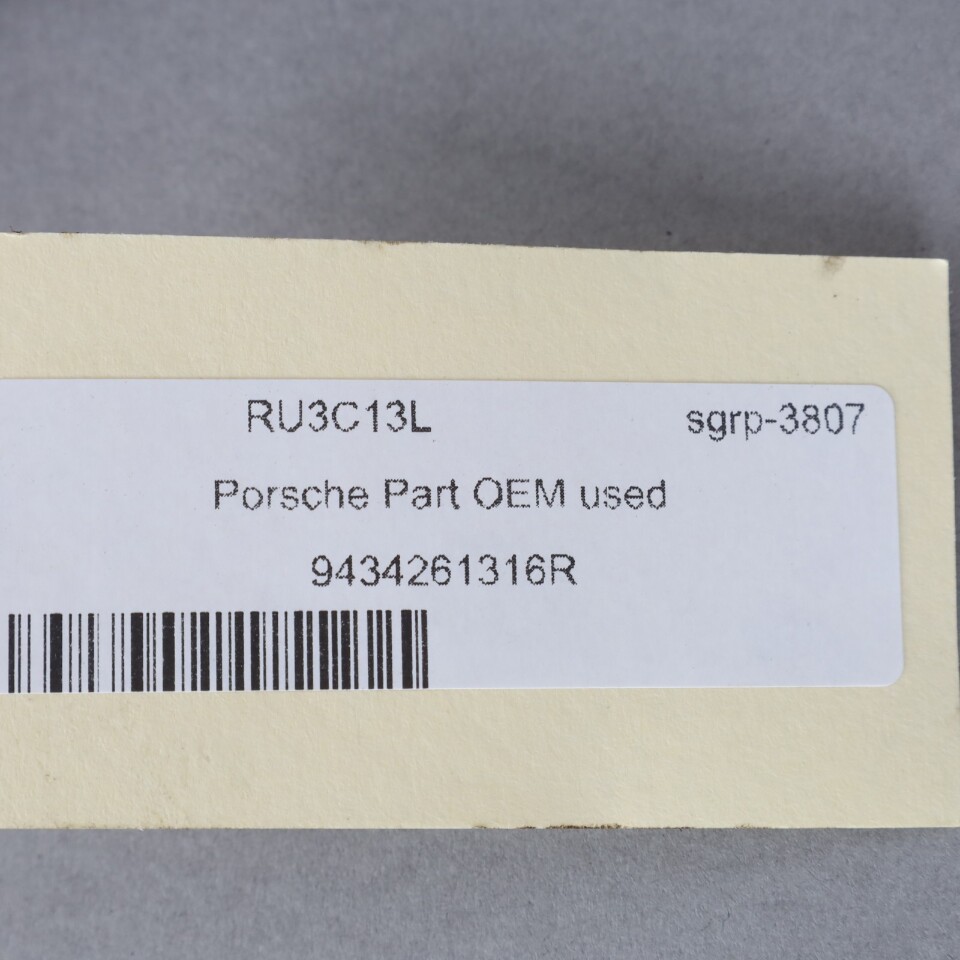 RU3C13L sgrp-3807
Porsche Part OEM used
9434261316R